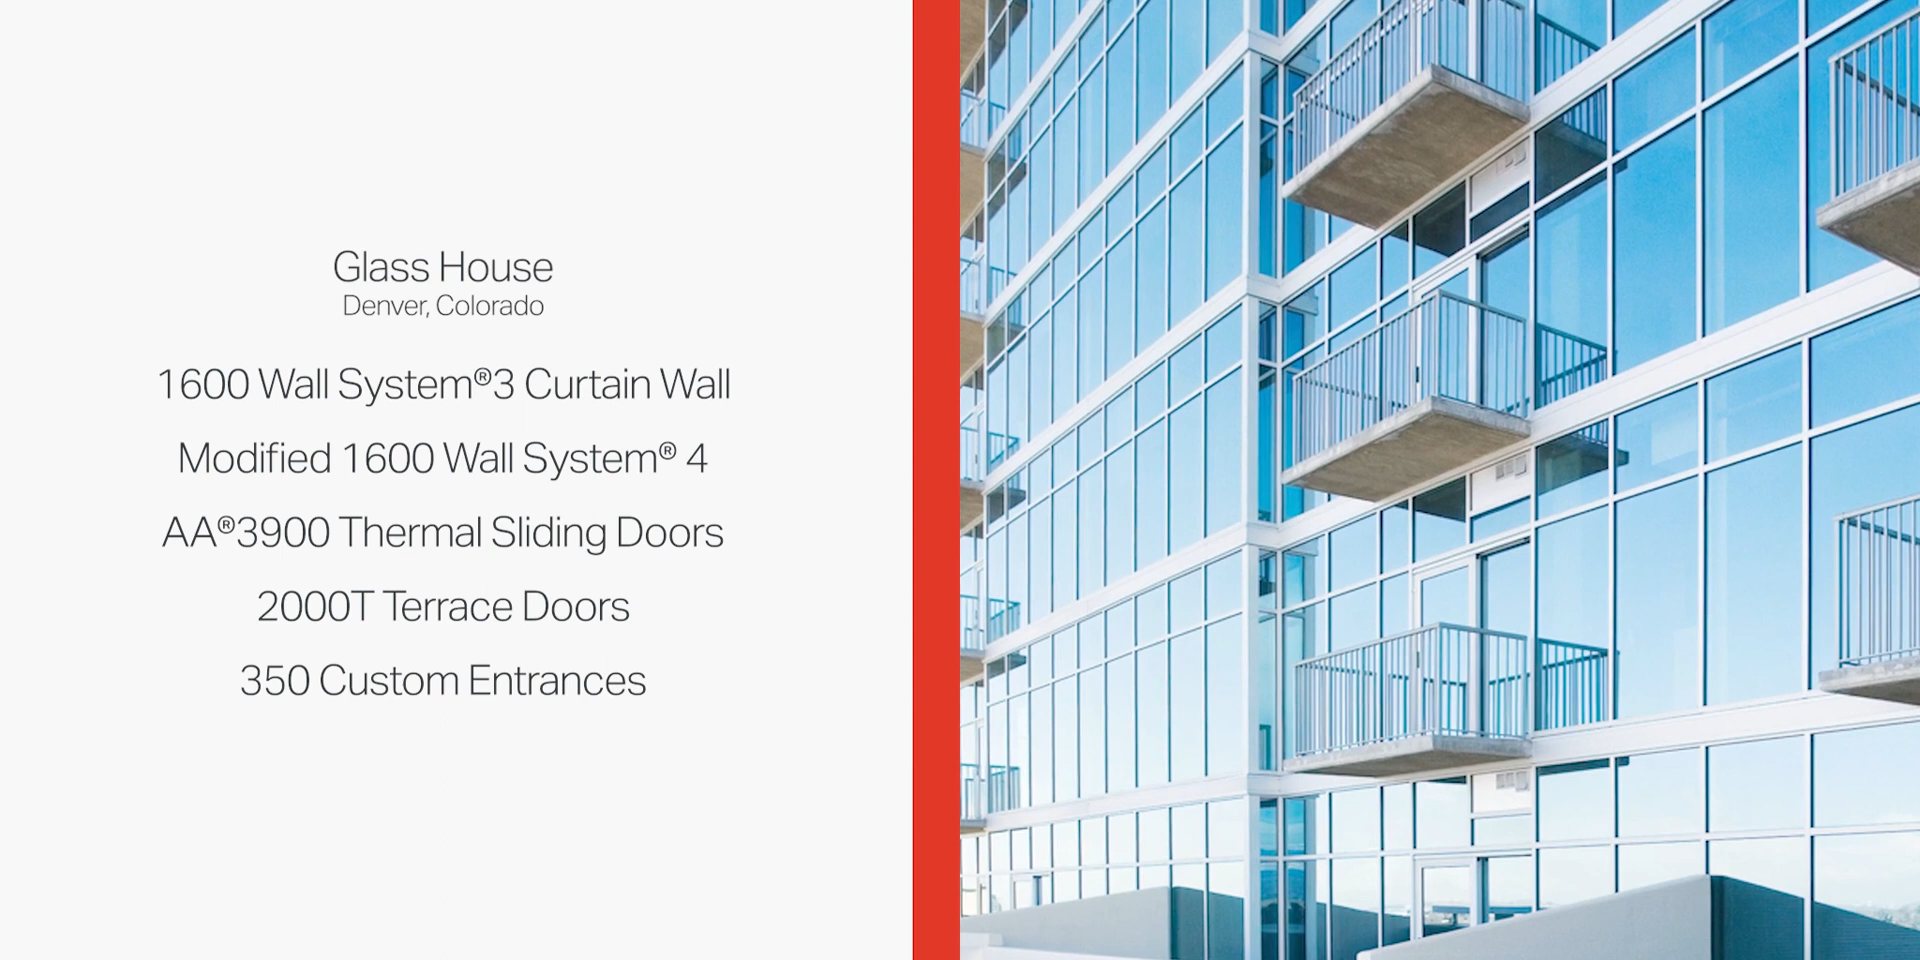 Glass House
Denver, Colorado
1600 Wall System®3 Curtain Wall
Modified 1600 Wall System® 4
AA®3900 Thermal Sliding Doors
2000T Terrace Doors
350 Custom Entrances